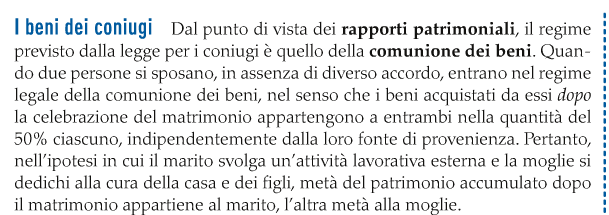 I beni dei coniugi Dal punto di vista dei rapporti patrimoniali, il regime
previsto dalla legge per i coniugi è quello della comunione dei beni. Quan-
do due persone si sposano, in assenza di diverso accordo, entrano nel regime
legale della comunione dei beni, nel senso che i beni acquistati da essi dopo
la celebrazione del matrimonio appartengono a entrambi nella quantità del
50% ciascuno, indipendentemente dalla loro fonte di provenienza. Pertanto,
nell'ipotesi in cui il marito svolga un'attività lavorativa esterna e la moglie si
dedichi alla cura della casa e dei figli, metà del patrimonio accumulato dopo
il matrimonio appartiene al marito, l'altra metà alla moglie.